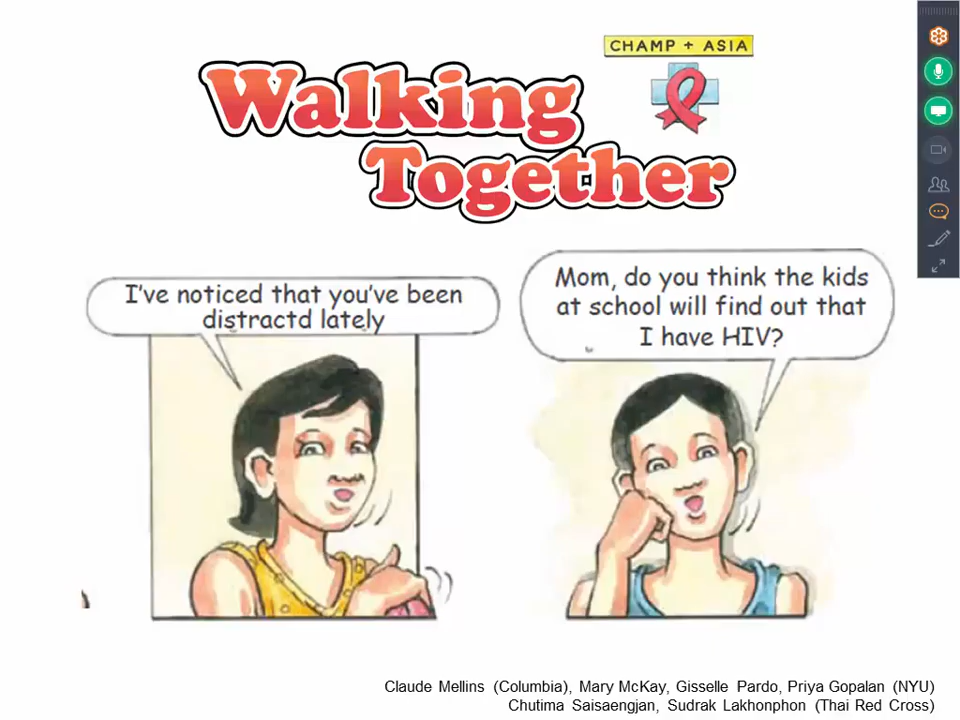 CHAMP + ASIA
Walking
Together
I've noticed that you've been
distractd lately
Mom, do you think the kids
at school will find out that
I have HIV?
Claude Mellins (Columbia), Mary McKay, Gisselle Pardo, Priya Gopalan (NYU)
Chutima Saisaengjan, Sudrak Lakhonphon (Thai Red Cross)